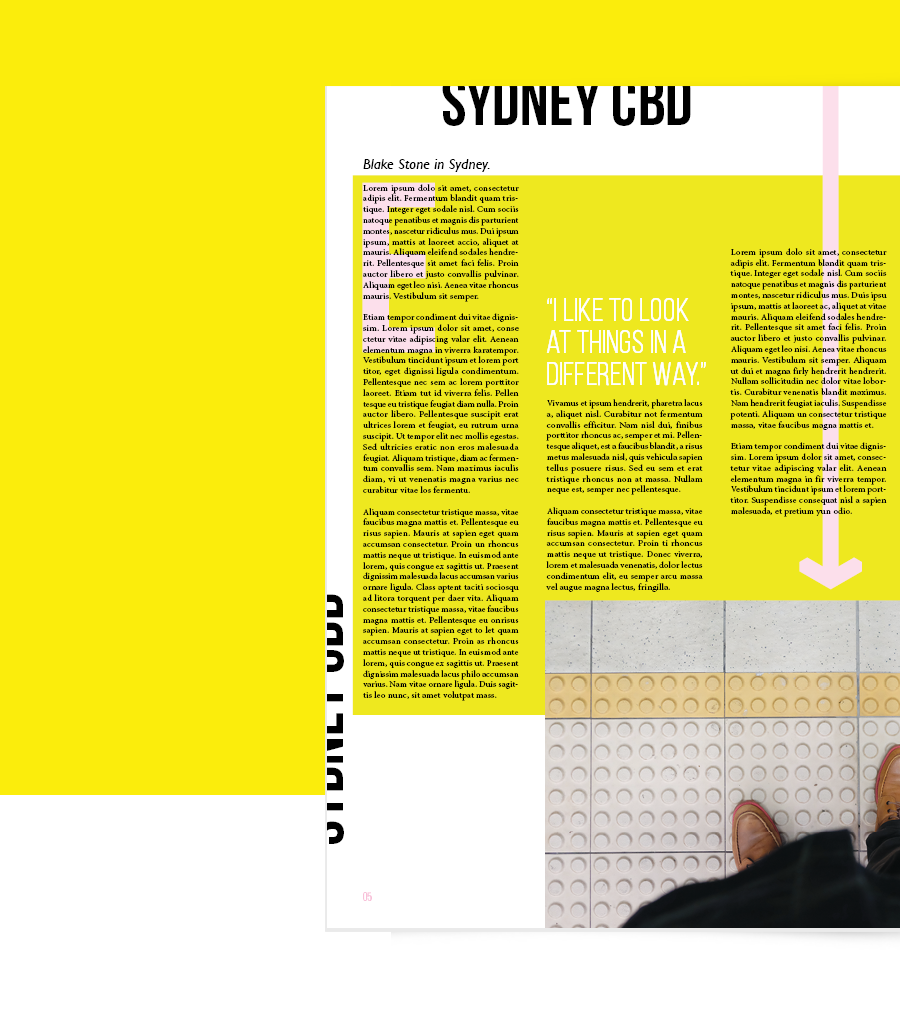 SYDNEY CBD
Blake Stone in Sydney.
Lorem ipsum dolo sit amet, consectetur
adipis elit. Fermentum blandit quam tris-
tique. Integer eget sodale nisl. Cum sociis
natoque penatibus et magnis dis parturient
montes, nascetur ridiculus mus. Dui ipsum
ipsum, mattis at laoreet accio, aliquet at
mauris. Aliquam eleifend sodales hendre-
rit. Pellentesque sit amet faci felis. Proin
auctor libero et justo convallis pulvinar.
Aliquam eget leo nisi. Aenea vitae rhoncus
mauris. Vestibulum sit semper.
Etiam tempor condiment dui vitae dignis-
sim. Lorem ipsum dolor sit amet, conse
ctetur vitae adipiscing valar elit. Aenean
elementum magna in viverra karatempor.
Vestibulum tincidunt ipsum et lorem port
titor, eget dignissi ligula condimentum.
Pellentesque nec sem ac lorem porttitor
laoreet. Etiam tut id viverra felis. Pellen
tesque eu tristique feugiat diam nulla. Proin
auctor libero. Pellentesque suscipit erat
ultrices lorem et feugiat, eu rutrum urna
suscipit. Ut tempor elit nec mollis egestas.
Sed ultricies eratic non eros malesuada
feugiat. Aliquam tristique, diam ac fermen-
tum convallis sem. Nam maximus iaculis
diam, vi ut venenatis magna varius nec
curabitur vitae los fermentu.
Aliquam consectetur tristique massa, vitae
faucibus magna mattis et. Pellentesque eu
risus sapien. Mauris at sapien eget quam
accumsan consectetur. Proin un rhoncus
mattis neque ut tristique. In euismod ante
lorem, quis congue ex sagittis ut. Praesent
dignissim malesuada lacus accumsan varius
ornare ligula. Class aptent taciti sociosqu
ad litora torquent per daer vita. Aliquam
consectetur tristique massa, vitae faucibus
magna mattis et. Pellentesque eu onrisus
sapien. Mauris at sapien eget to let quam
accumsan consectetur. Proin as rhoncus
mattis neque ut tristique. In euismod ante
lorem, quis congue ex sagittis ut. Praesent
dignissim malesuada lacus philo accumsan
varius. Nam vitae ornare ligula. Duis sagit-
tis leo nunc, sit amet volutpat mass.
"I LIKE TO LOOK
AT THINGS IN A
DIFFERENT WAY."
Vivamus et ipsum hendrerit, pharetra lacus
a, aliquet nisl. Curabitur not fermentum
convallis efficitur. Nam nisl dui, finibus
porttitor rhoncus ac, semper et mi. Pellen-
tesque aliquet, est a faucibus blandit, a risus
metus malesuada nisl, quis vehicula sapien
tellus posuere risus. Sed eu sem et erat
tristique rhoncus non at massa. Nullam
neque est, semper nec pellentesque.
Aliquam consectetur tristique massa, vitae
faucibus magna mattis et. Pellentesque eu
risus sapien. Mauris at sapien eget quam
accumsan consectetur. Proin ti rhoncus
mattis neque ut tristique. Donec viverra,
lorem et malesuada venenatis, dolor lectus
condimentum elit, eu semper arcu massa
vel augue magna lectus, fringilla.
Lorem ipsum dolo sit amet, consectetur
adipis elit. Fermentum blandit quam tris-
tique. Integer eget sodale nisl. Cum sociis
natoque penatibus et magnis dis parturient
montes, nascetur ridiculus mus. Duis ipsu
ipsum, mattis at laoreet ac, aliquet at vitae
mauris. Aliquam eleifend sodales hendre-
rit. Pellentesque sit amet faci felis. Proin
auctor libero et justo convallis pulvinar.
Aliquam eget leo nisi. Aenea vitae rhoncus
mauris. Vestibulum sit semper. Aliquam
ut dui et magna firly hendrerit hendrerit.
Nullam sollicitudin nec dolor vitae lobor-
tis. Curabitur venenatis blandit maximus.
Nam hendrerit feugiat iaculis. Suspendisse
potenti. Aliquam un consectetur tristique
massa, vitae faucibus magna mattis et.
Etiam tempor condiment dui vitae dignis-
sim. Lorem ipsum dolor sit amet, consec-
tetur vitae adipiscing valar elit. Aenean
elementum magna in fir viverra tempor.
Vestibulum tincidunt ipsum et lorem port-
titor. Suspendisse consequat nisl a sapien
malesuada, et pretium yun odio.
SYDNEY CBD
05